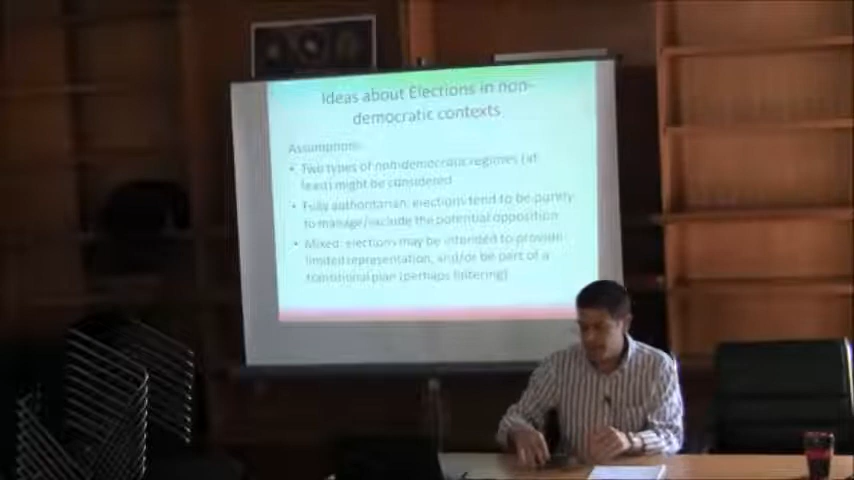 Ideas about Elections in non-
democratic contexts
Assumptions:
• Two types of non-democratic regimes (at
least) might be considered
• Fully authoritarian: elections tend to be purely
to manage/exclude the potential opposition
• Mixed: elections may be intended to provide
limited representation, and/or be part of a
transitional plan (perhaps